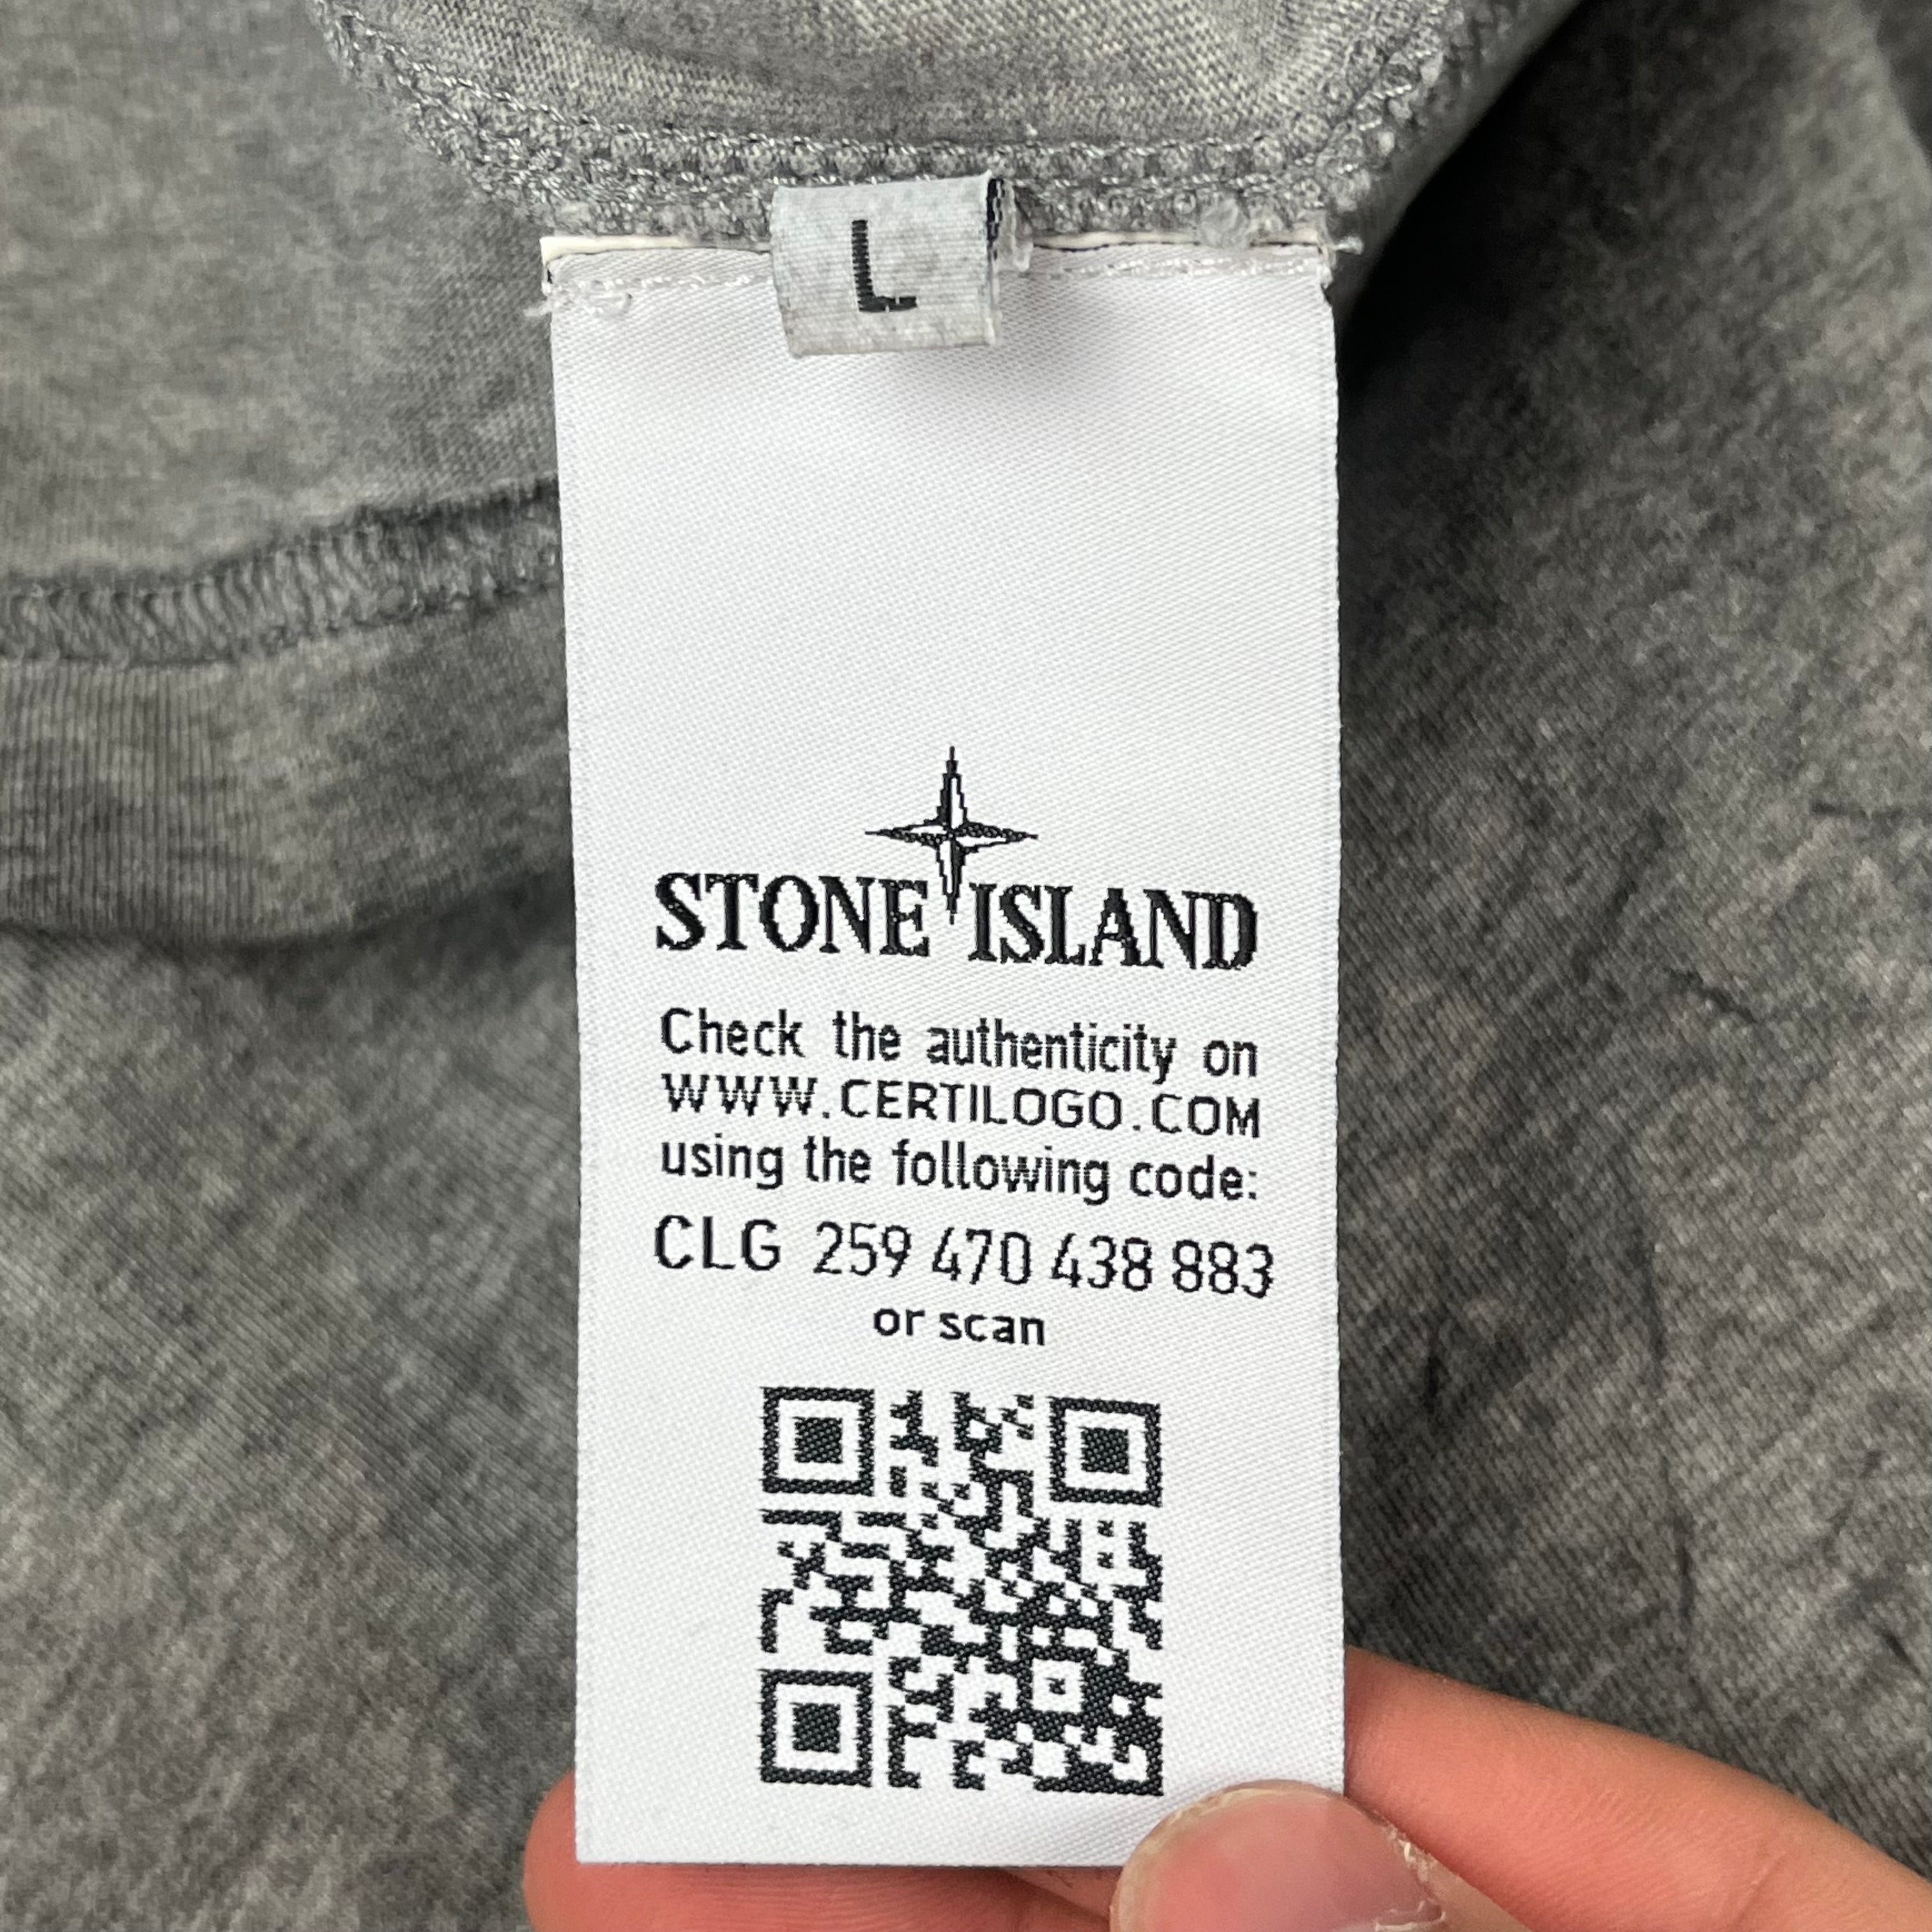 L
STONE ISLAND
Check the authenticity on
WWW.CERTILOGO.COM
using the following code:
CLG 259 470 438 883
or scan